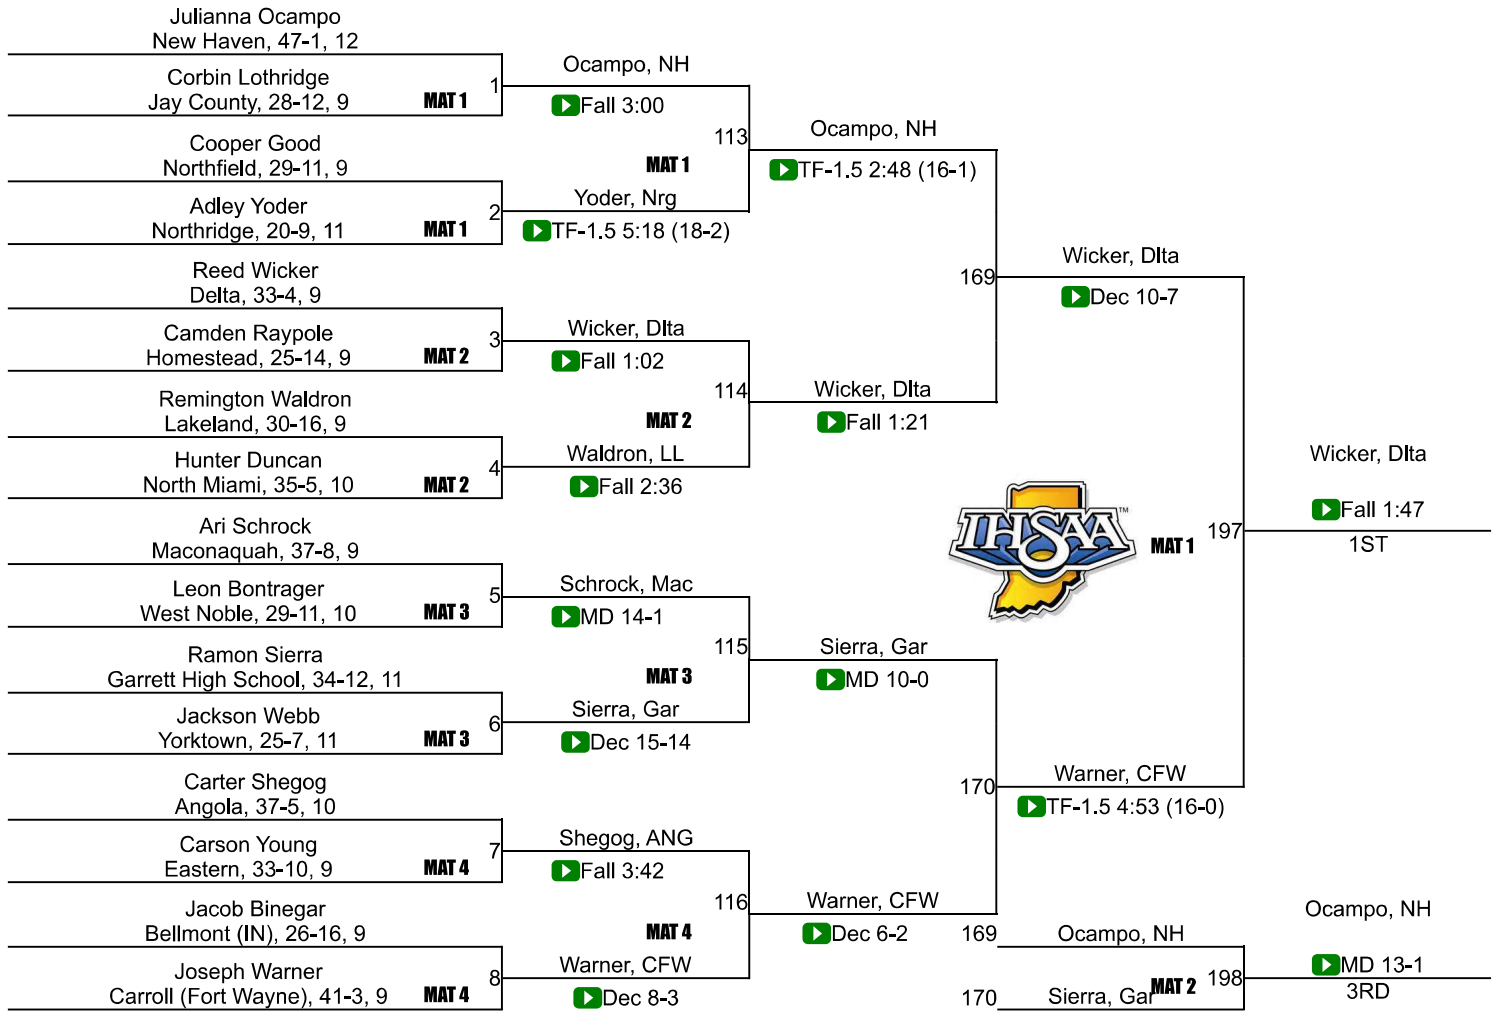 Julianna Ocampo
New Haven, 47-1, 12
Corbin Lothridge
Jay County, 28-12, 9
MAT 1
1
Ocampo, NH
Fall 3:00
Cooper Good
Northfield, 29-11, 9
Adley Yoder
Northridge, 20-9, 11
MAT 1
2
Yoder, Nrg
TF-1.5 5:18 (18-2)
113
MAT 1
Ocampo, NH
TF-1.5 2:48 (16-1)
Reed Wicker
Delta, 33-4, 9
Camden Raypole
Homestead, 25-14, 9
MAT 2
3
Wicker, Dlta
Fall 1:02
Remington Waldron
Lakeland, 30-16, 9
Hunter Duncan
North Miami, 35-5, 10
MAT 2
4
Waldron, LL
Fall 2:36
114
MAT 2
Wicker, Dlta
Fall 1:21
169
Wicker, Dlta
Dec 10-7
Ari Schrock
Maconaquah, 37-8, 9
Leon Bontrager
West Noble, 29-11, 10
MAT 3
5
Schrock, Mac
MD 14-1
Ramon Sierra
Garrett High School, 34-12, 11
Jackson Webb
Yorktown, 25-7, 11
MAT 3
6
Sierra, Gar
Dec 15-14
115
MAT 3
Sierra, Gar
MD 10-0
Carter Shegog
Angola, 37-5, 10
Carson Young
Eastern, 33-10, 9
MAT 4
7
Shegog, ANG
Fall 3:42
Jacob Binegar
Bellmont (IN), 26-16, 9
Joseph Warner
Carroll (Fort Wayne), 41-3, 9
MAT 4
8
Warner, CFW
Dec 8-3
116
MAT 4
Warner, CFW
Dec 6-2
170
Warner, CFW
TF-1.5 4:53 (16-0)
IHSAA
TM
MAT 1
197
Wicker, Dlta
Fall 1:47
1ST
169
Ocampo, NH
170
Sierra, Gar
MAT 2
198
Ocampo, NH
MD 13-1
3RD